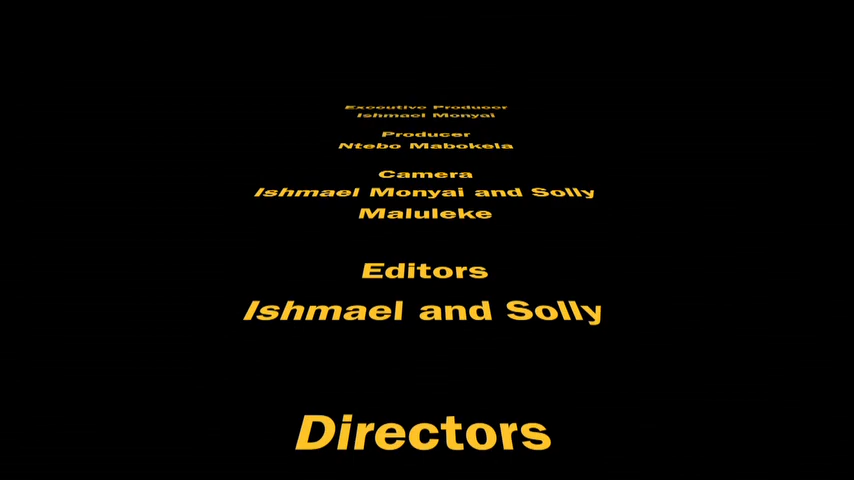 Executive Producer
Ishmael Monyai
Producer
Ntebo Mabokela
Camera
Ishmael Monyai and Solly
Maluleke
Editors
Ishmael and Solly
Directors